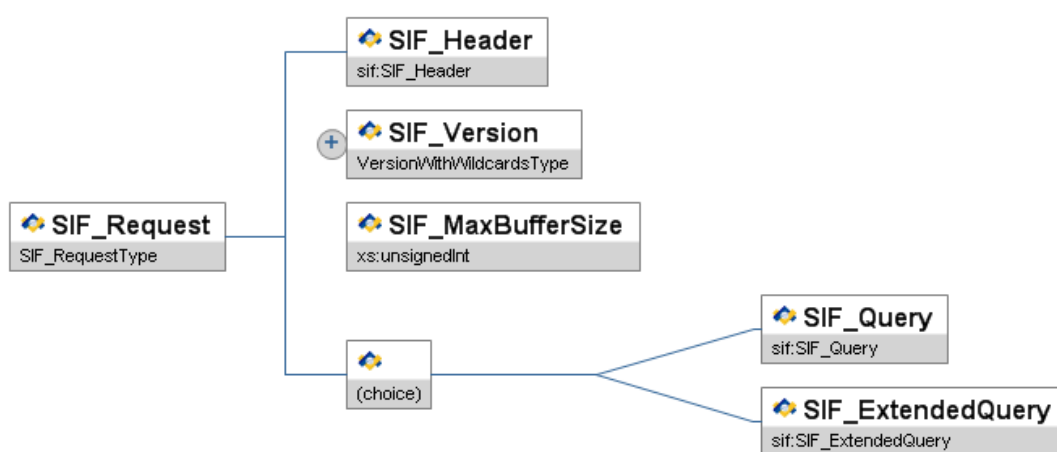 SIF_Header
sif:SIF_Header
+
SIF_Version
VersionWithWildcardsType
SIF_Request
SIF_RequestType
SIF_MaxBufferSize
xs:unsignedInt
SIF_Query
sif:SIF_Query
(choice)
SIF_ExtendedQuery
sif:SIF_ExtendedQuery